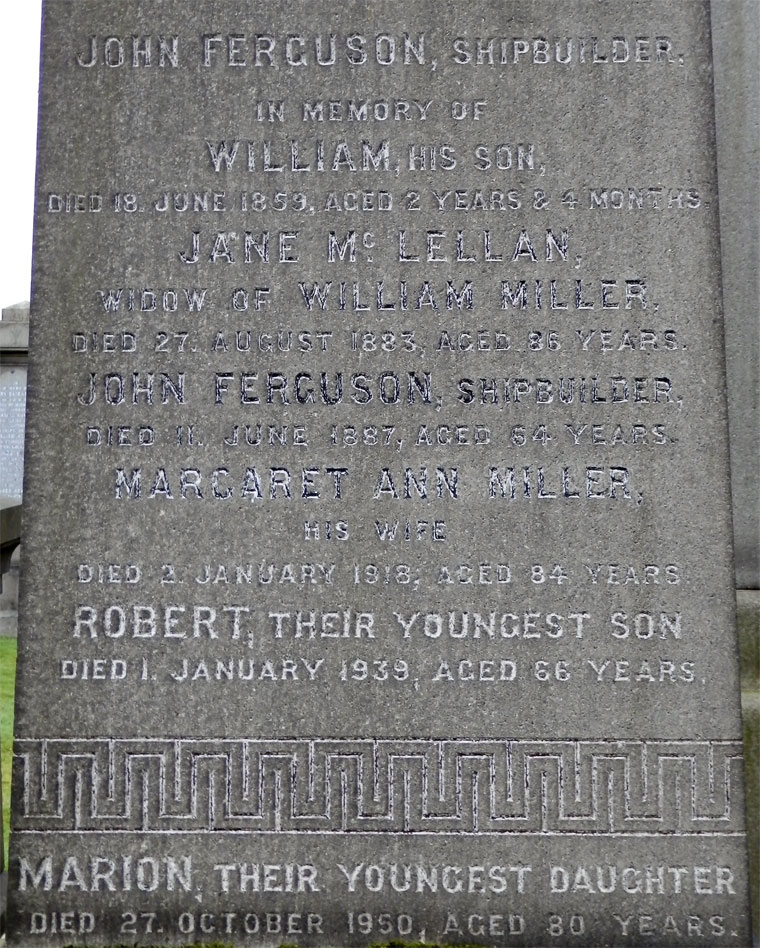 JOHN FERGUSON, SHIPBUILDER.
IN MEMORY OF
WILLIAM, HIS SON,
DIED 18. JUNE 1859, AGED 2 YEARS & 4 MONTHS.
JANE Mc LELLAN,
WIDOW OF WILLIAM MILLER.
DIED 27. AUGUST 1883, AGED 86 YEARS.
JOHN FERGUSON, SHIPBUILDER,
DIED 11. JUNE 1887, AGED 64 YEARS.
MARGARET ANN MILLER,
HIS WIFE
DIED 2. JANUARY 1918, AGED 84 YEARS.
ROBERT, THEIR YOUNGEST SON
DIED 1. JANUARY 1939, AGED 66 YEARS.
MARION, THEIR YOUNGEST DAUGHTER
DIED 27. OCTOBER 1950, AGED 80 YEARS.